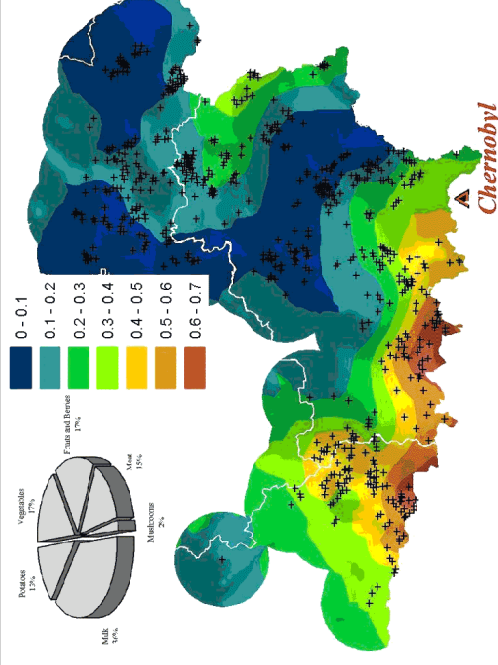 Chernobyl
0 - 0.1
0.1 - 0.2
0.2 - 0.3
0.3 - 0.4
0.4 - 0.5
0.5 - 0.6
0.6 - 0.7
Fruits and Berries
17%
Vegetables
17%
Meat
15%
Potatoes
13%
Mushrooms
2%
Milk
36%